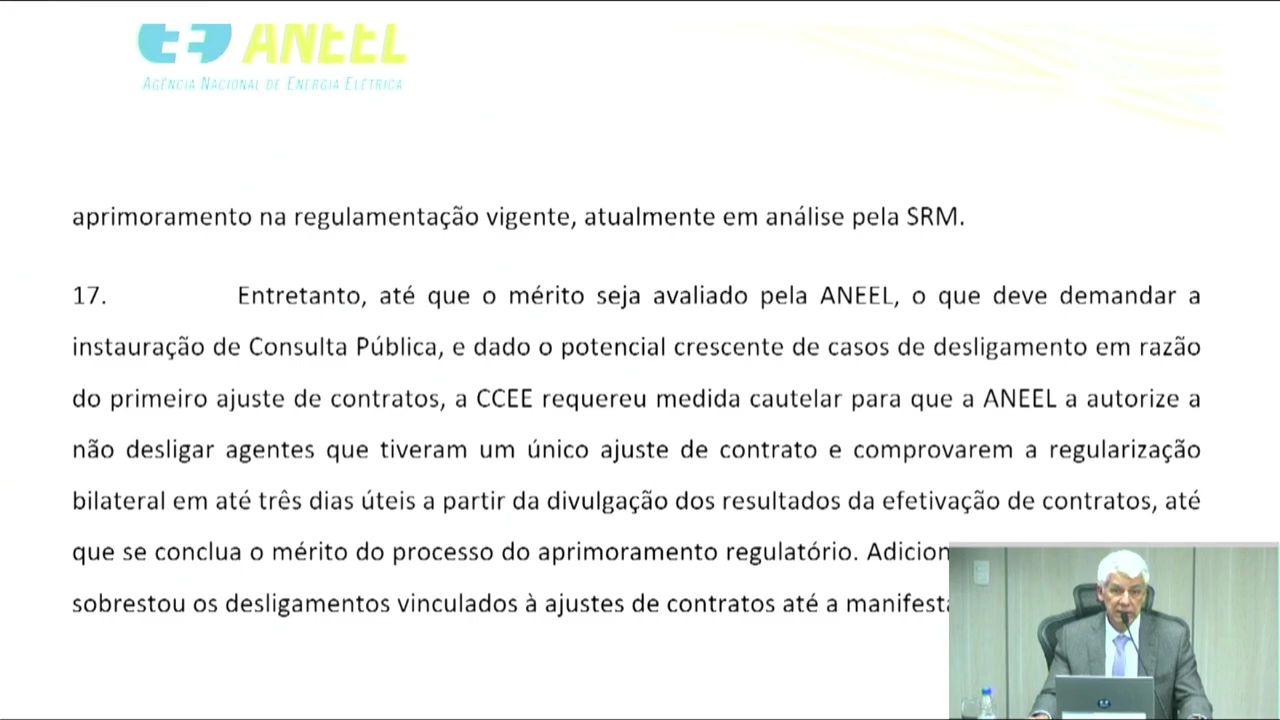 ANEEL
AGÊNCIA NACIONAL DE ENERGIA ELÉTRICA
aprimoramento na regulamentação vigente, atualmente em análise pela SRM.
17. Entretanto, até que o mérito seja avaliado pela ANEEL, o que deve demandar a
instauração de Consulta Pública, e dado o potencial crescente de casos de desligamento em razão
do primeiro ajuste de contratos, a CCEE requereu medida cautelar para que a ANEEL a autorize a
não desligar agentes que tiveram um único ajuste de contrato e comprovarem a regularização
bilateral em até três dias úteis a partir da divulgação dos resultados da efetivação de contratos, até
que se conclua o mérito do processo do aprimoramento regulatório. Adicion
sobrestou os desligamentos vinculados à ajustes de contratos até a manifesta